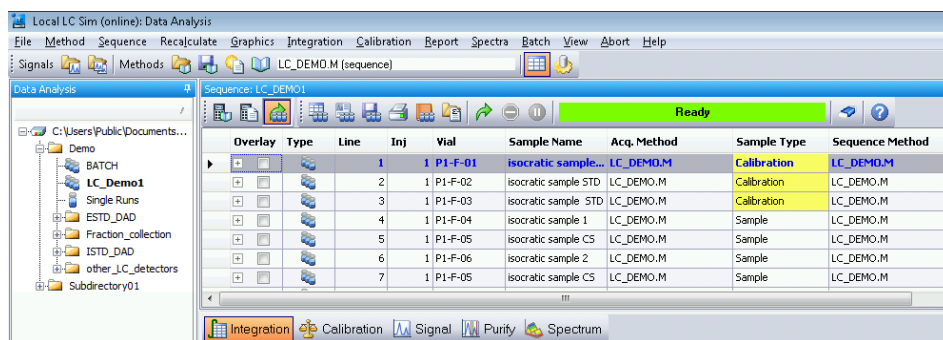 Local LC Sim (online): Data Analysis
File Method Sequence Recalculate Graphics Integration Calibration Report Spectra Batch View Abort Help
Signals Methods LC_DEMO.M (sequence)
Data Analysis
Sequence: LC_DEMO1
Ready
C:\Users\Public\Documents...
Demo
BATCH
LC_Demo1
Single Runs
ESTD_DAD
Fraction_collection
ISTD_DAD
other_LC_detectors
Subdirectory01
Overlay Type Line Inj Vial Sample Name Acq. Method Sample Type Sequence Method
1 1 P1-F-01 isocratic sample... LC_DEMO.M Calibration LC_DEMO.M
2 1 P1-F-02 isocratic sample STD LC_DEMO.M Calibration LC_DEMO.M
3 1 P1-F-03 isocratic sample STD LC_DEMO.M Calibration LC_DEMO.M
4 1 P1-F-04 isocratic sample 1 LC_DEMO.M Sample LC_DEMO.M
5 1 P1-F-05 isocratic sample CS LC_DEMO.M Sample LC_DEMO.M
6 1 P1-F-06 isocratic sample 2 LC_DEMO.M Sample LC_DEMO.M
7 1 P1-F-05 isocratic sample CS LC_DEMO.M Sample LC_DEMO.M
Integration Calibration Signal Purify Spectrum